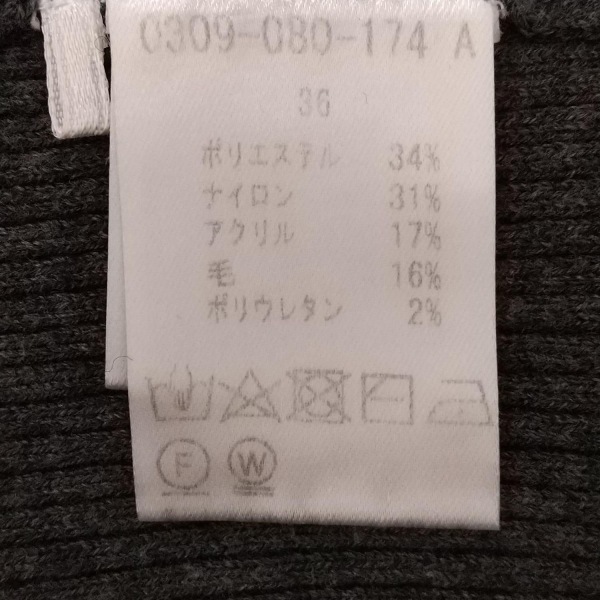 0309-080-174 A
36
ポリエステル 34%
ナイロン 31%
アクリル 17%
毛 16%
ポリウレタン 2%
F W